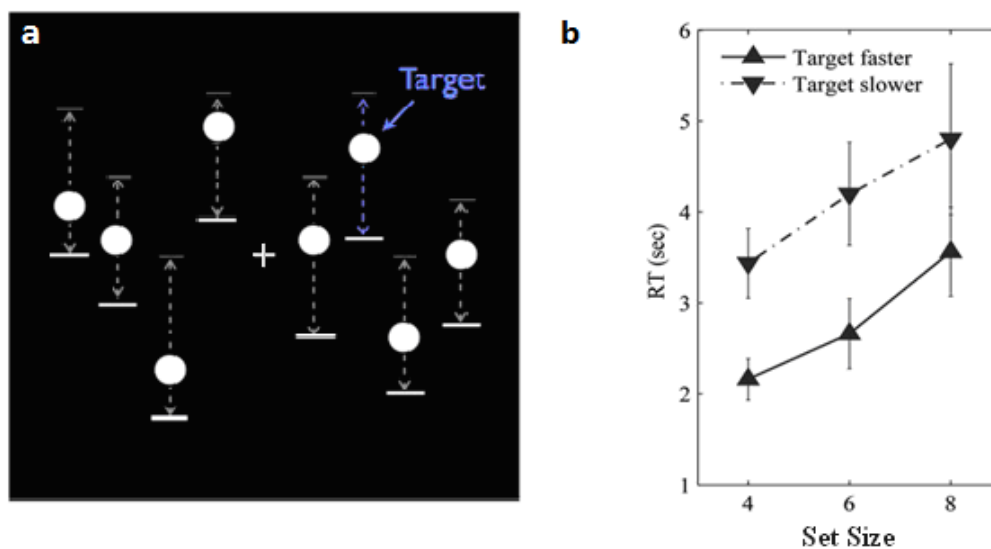 a
Target
b
6
5
4
3
2
1
RT (sec)
Target faster
Target slower
4 6 8
Set Size